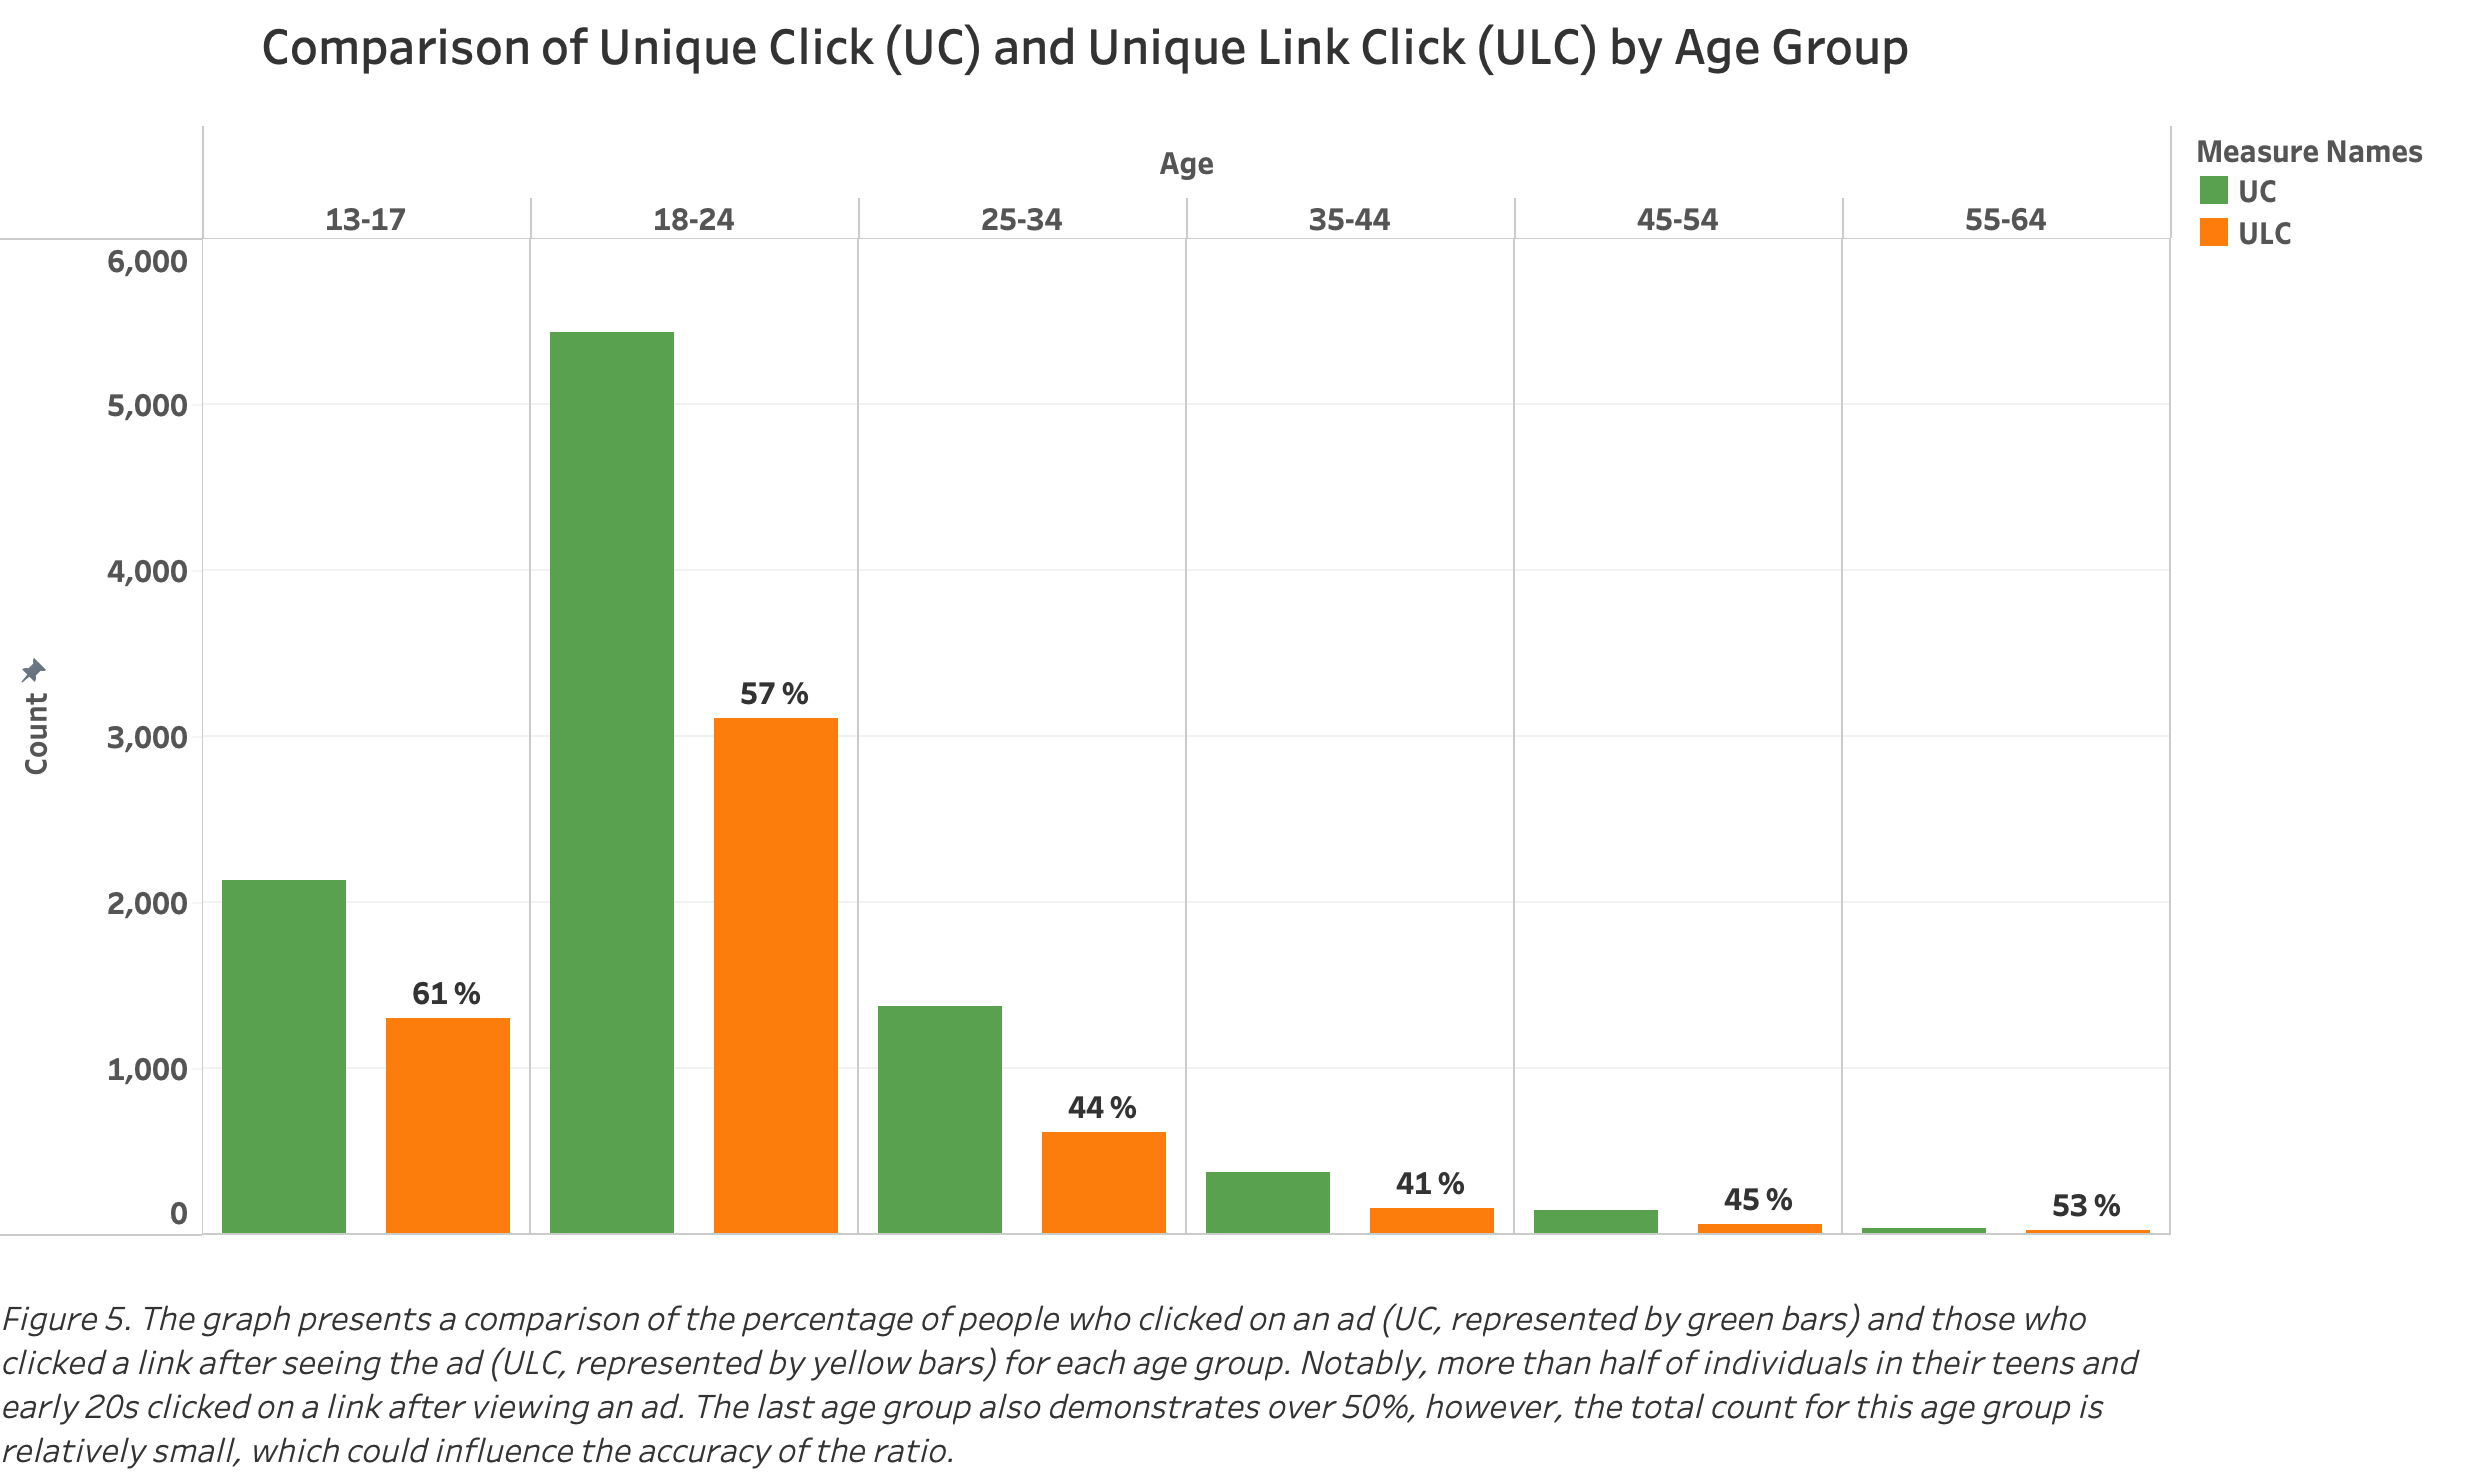 Comparison of Unique Click (UC) and Unique Link Click (ULC) by Age Group
Age
Measure Names
UC
ULC
13-17 18-24 25-34 35-44 45-54 55-64
6,000
5,000
4,000
3,000
2,000
1,000
0
Count
61 %
57 %
44 %
41 %
45 %
53 %
Figure 5. The graph presents a comparison of the percentage of people who clicked on an ad (UC, represented by green bars) and those who
clicked a link after seeing the ad (ULC, represented by yellow bars) for each age group. Notably, more than half of individuals in their teens and
early 20s clicked on a link after viewing an ad. The last age group also demonstrates over 50%, however, the total count for this age group is
relatively small, which could influence the accuracy of the ratio.